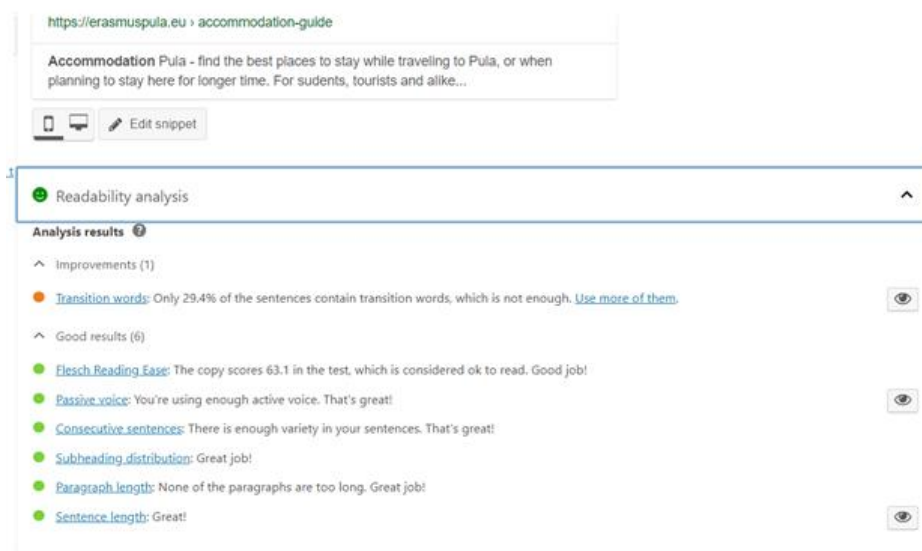 https://erasmuspula.eu › accommodation-guide
Accommodation Pula - find the best places to stay while traveling to Pula, or when
planning to stay here for longer time. For sudents, tourists and alike...
Edit snippet
Readability analysis
Analysis results
Improvements (1)
Transition words: Only 29.4% of the sentences contain transition words, which is not enough. Use more of them.
Good results (6)
Flesch Reading Ease: The copy scores 63.1 in the test, which is considered ok to read. Good job!
Passive voice: You're using enough active voice. That's great!
Consecutive sentences: There is enough variety in your sentences. That's great!
Subheading distribution: Great job!
Paragraph length: None of the paragraphs are too long. Great job!
Sentence length: Great!